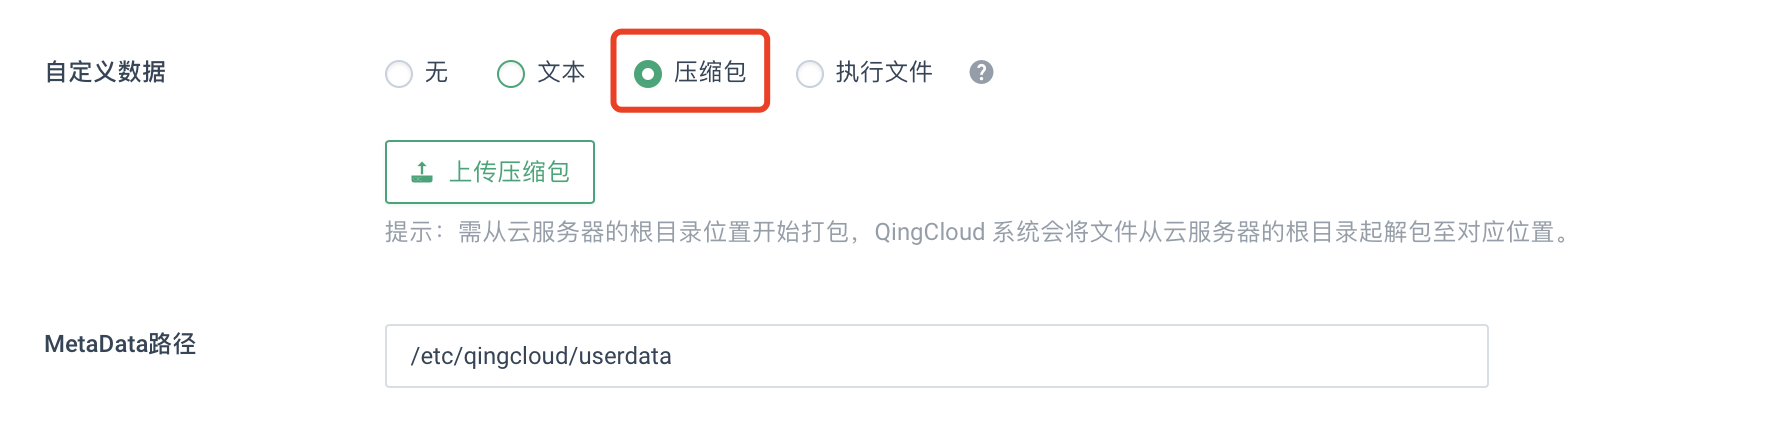 自定义数据 无 文本 压缩包 执行文件 ?
上传压缩包
提示：需从云服务器的根目录位置开始打包，QingCloud 系统会将文件从云服务器的根目录起解包至对应位置。
MetaData路径 /etc/qingcloud/userdata